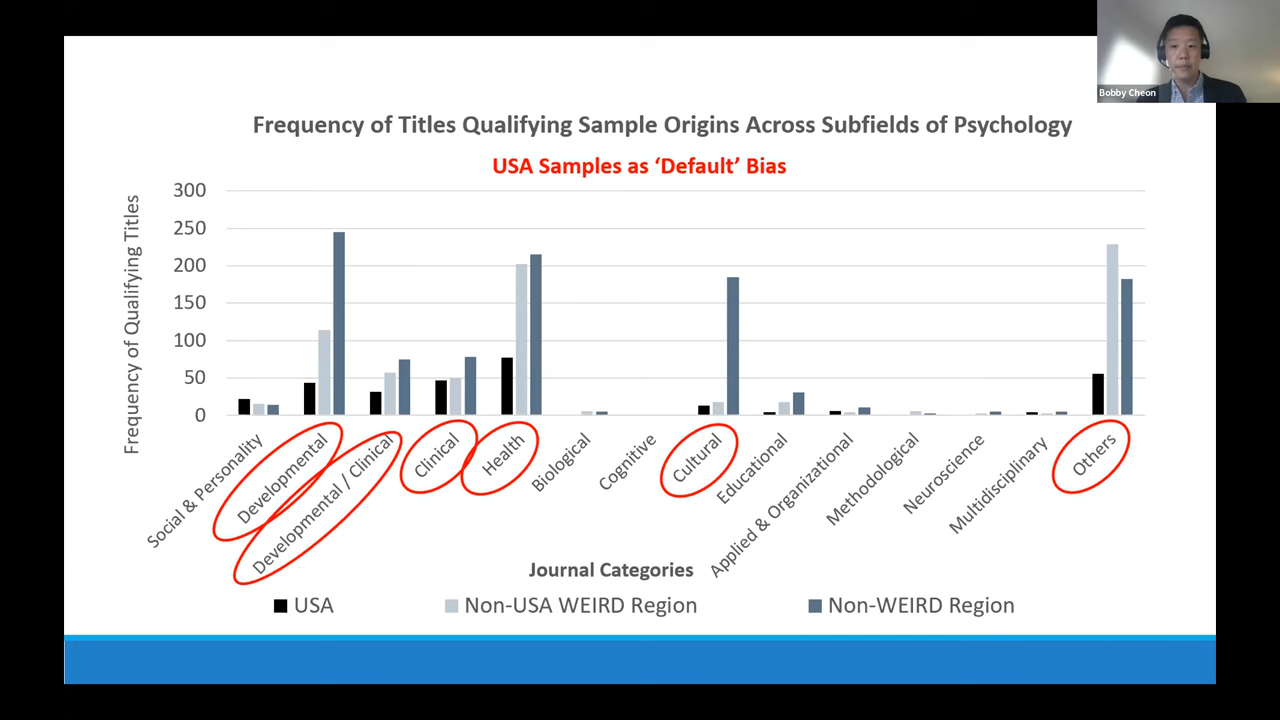 Bobby Cheon
Frequency of Titles Qualifying Sample Origins Across Subfields of Psychology
USA Samples as ‘Default’ Bias
Frequency of Qualifying Titles
300
250
200
150
100
50
0
Social & Personality
Developmental
Developmental / Clinical
Clinical
Health
Biological
Cognitive
Cultural
Educational
Applied & Organizational
Methodological
Neuroscience
Multidisciplinary
Others
Journal Categories
USA
Non-USA WEIRD Region
Non-WEIRD Region